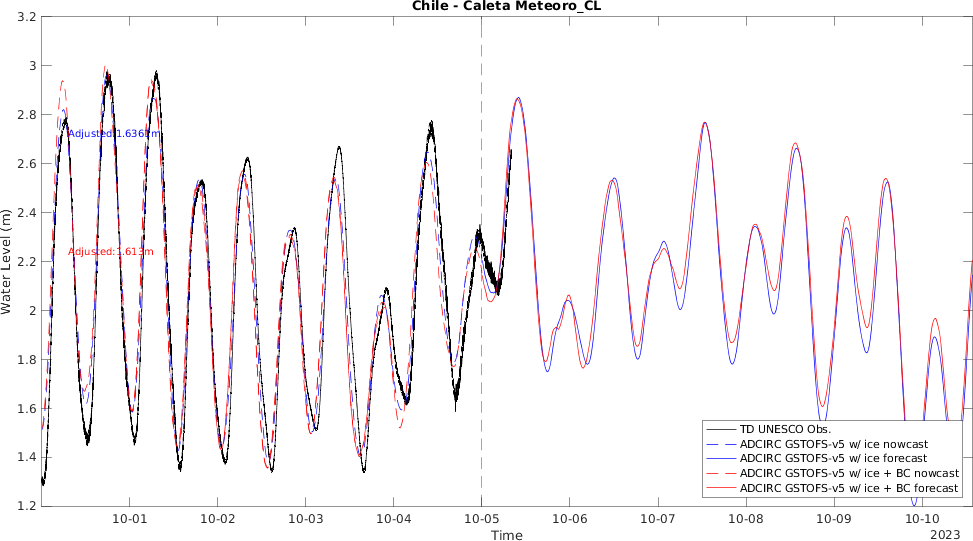 Chile - Caleta Meteoro_CL
3.2
3
2.8
2.6
2.4
2.2
2
1.8
1.6
1.4
1.2
Water Level (m)
Adjusted:1.636
Adjusted:1.613m
TD UNESCO Obs.
ADCIRC GSTOFS-v5 w/ ice nowcast
ADCIRC GSTOFS-v5 w/ ice forecast
ADCIRC GSTOFS-v5 w/ ice + BC nowcast
ADCIRC GSTOFS-v5 w/ ice + BC forecast
10-01 10-02 10-03 10-04 10-05 10-06 10-07 10-08 10-09 10-10
Time
2023